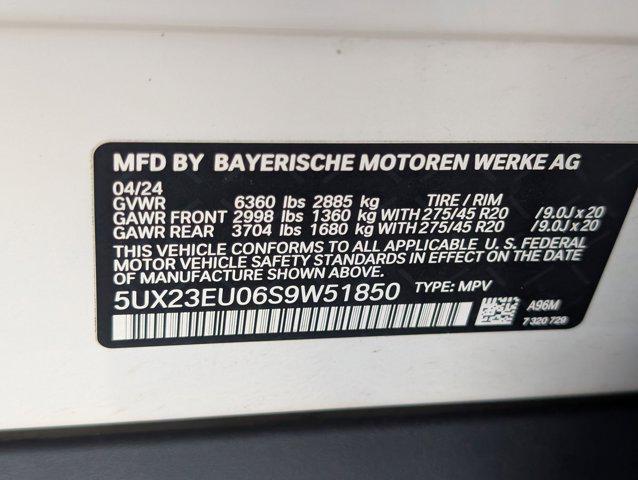 MFD BY BAYERISCHE MOTOREN WERKE AG
04/24
GVWR 6360 lbs 2885 kg TIRE / RIM
GAWR FRONT 2998 lbs 1360 kg WITH 275/45 R20 / 9.0J x 20
GAWR REAR 3704 lbs 1680 kg WITH 275/45 R20 / 9.0J x 20
THIS VEHICLE CONFORMS TO ALL APPLICABLE U. S. FEDERAL
MOTOR VEHICLE SAFETY STANDARDS IN EFFECT ON THE DATE
OF MANUFACTURE SHOWN ABOVE.
5UX23EU06S9W51850 TYPE: MPV
A96M
7 320 729